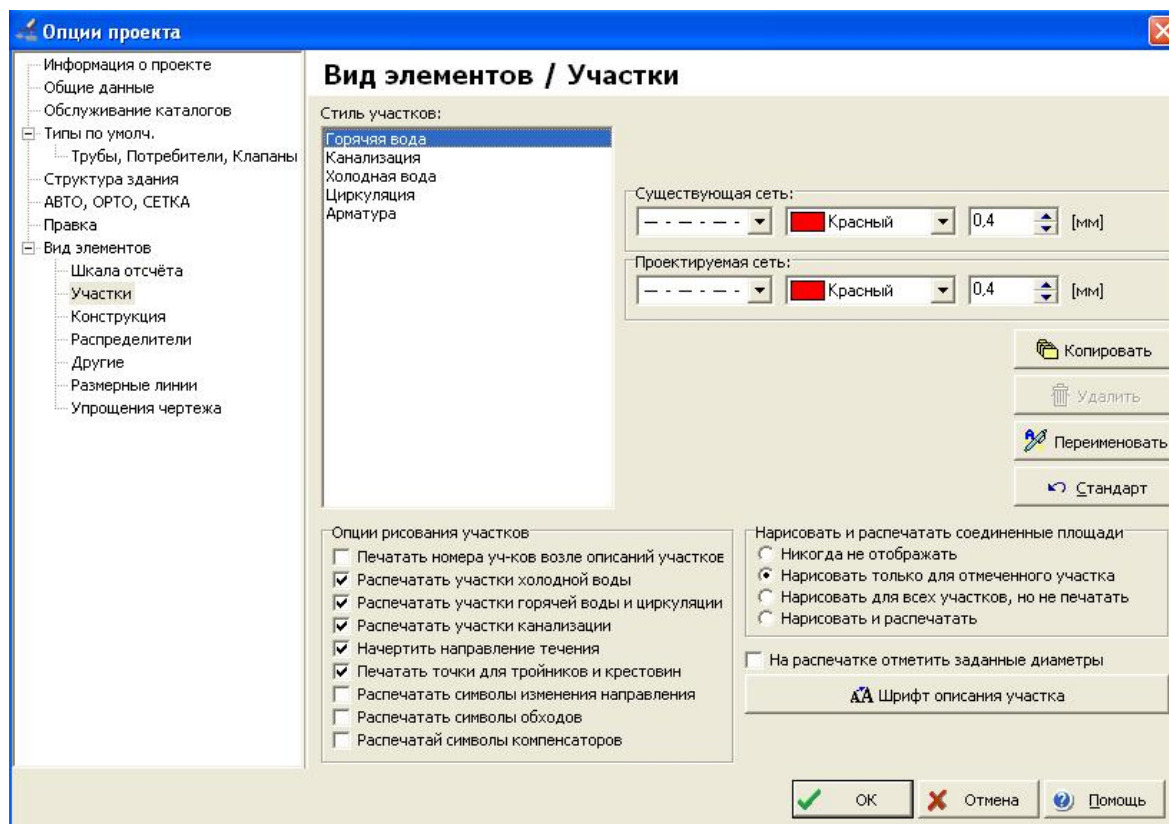 Опции проекта
Информация о проекте
Общие данные
Обслуживание каталогов
Типы по умолч.
Трубы, Потребители, Клапаны
Структура здания
АВТО, ОРТО, СЕТКА
Правка
Вид элементов
Шкала отсчёта
Участки
Конструкция
Распределители
Другие
Размерные линии
Упрощения чертежа
Вид элементов / Участки
Стиль участков:
Горячяя вода
Канализация
Холодная вода
Циркуляция
Арматура
Существующая сеть:
Красный 0,4 [мм]
Проектируемая сеть:
Красный 0,4 [мм]
Копировать
Удалить
Переименовать
Стандарт
Опции рисования участков
Печатать номера уч-ков возле описаний участков
Распечатать участки холодной воды
Распечатать участки горячей воды и циркуляции
Распечатать участки канализации
Начертить направление течения
Печатать точки для тройников и крестовин
Распечатать символы изменения направления
Распечатать символы обходов
Распечатай символы компенсаторов
Нарисовать и распечатать соединенные площади
Никогда не отображать
Нарисовать только для отмеченного участка
Нарисовать для всех участков, но не печатать
Нарисовать и распечатать
На распечатке отметить заданные диаметры
Шрифт описания участка
ОК
Отмена
Помощь